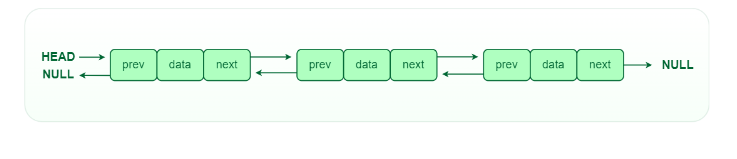 HEAD
prev data next prev data next prev data next NULL
NULL